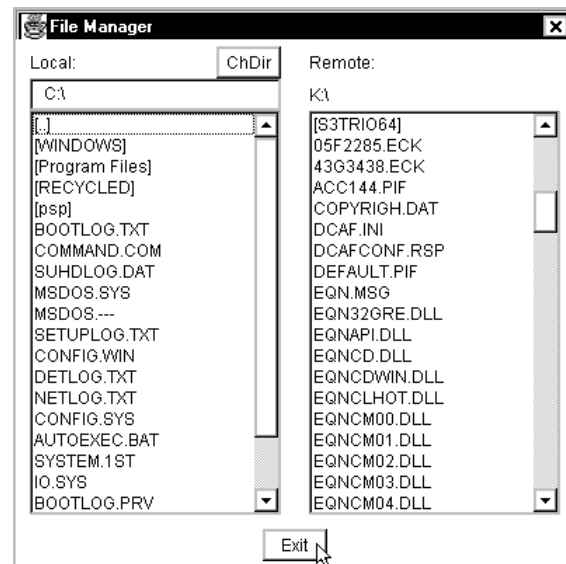 File Manager
Local:
ChDir
C:\
[..]
[WINDOWS]
[Program Files]
[RECYCLED]
[psp]
BOOTLOG.TXT
COMMAND.COM
SUHDLOG.DAT
MSDOS.SYS
MSDOS.---
SETUPLOG.TXT
CONFIG.WIN
DETLOG.TXT
NETLOG.TXT
CONFIG.SYS
AUTOEXEC.BAT
SYSTEM.1ST
IO.SYS
BOOTLOG.PRV
Remote:
K:\
[S3TRIO64]
05F2285.ECK
43G3438.ECK
ACC144.PIF
COPYRIGH.DAT
DCAF.INI
DCAFCONF.RSP
DEFAULT.PIF
EQN.MSG
EQN32GRE.DLL
EQNAPI.DLL
EQNCD.DLL
EQNCDWIN.DLL
EQNCLHOT.DLL
EQNCM00.DLL
EQNCM01.DLL
EQNCM02.DLL
EQNCM03.DLL
EQNCM04.DLL
Exit